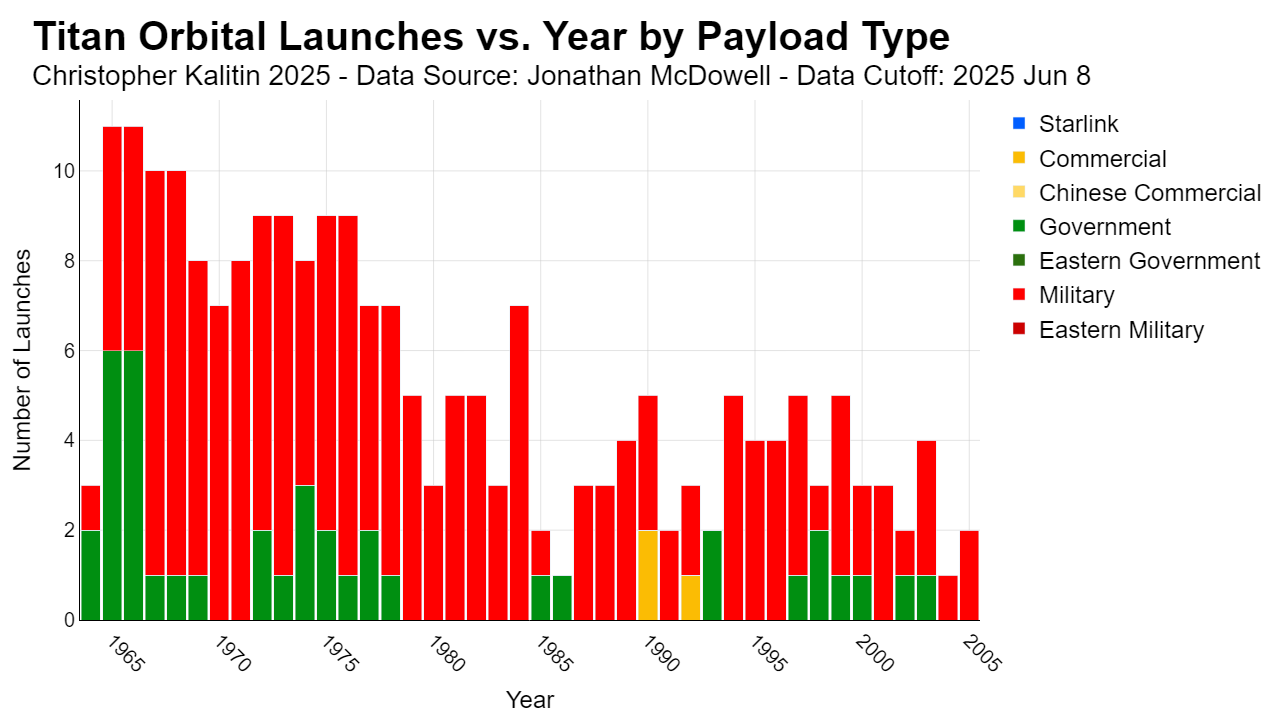 Titan Orbital Launches vs. Year by Payload Type
Christopher Kalitin 2025 - Data Source: Jonathan McDowell - Data Cutoff: 2025 Jun 8
Starlink
Commercial
Chinese Commercial
Government
Eastern Government
Military
Eastern Military
Number of Launches
10
8
6
4
2
0
1965
1970
1975
1980
1985
1990
1995
2000
2005
Year